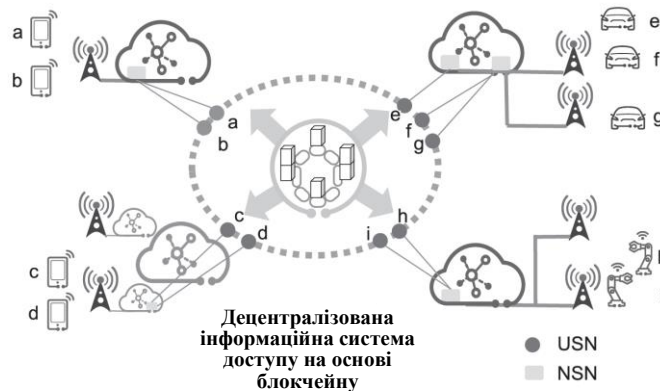 a
b
a
b
e
f
g
e
f
g
c
d
c
d
i
h
Децентралізована
інформаційна система
доступу на основі
блокчейну
USN
NSN